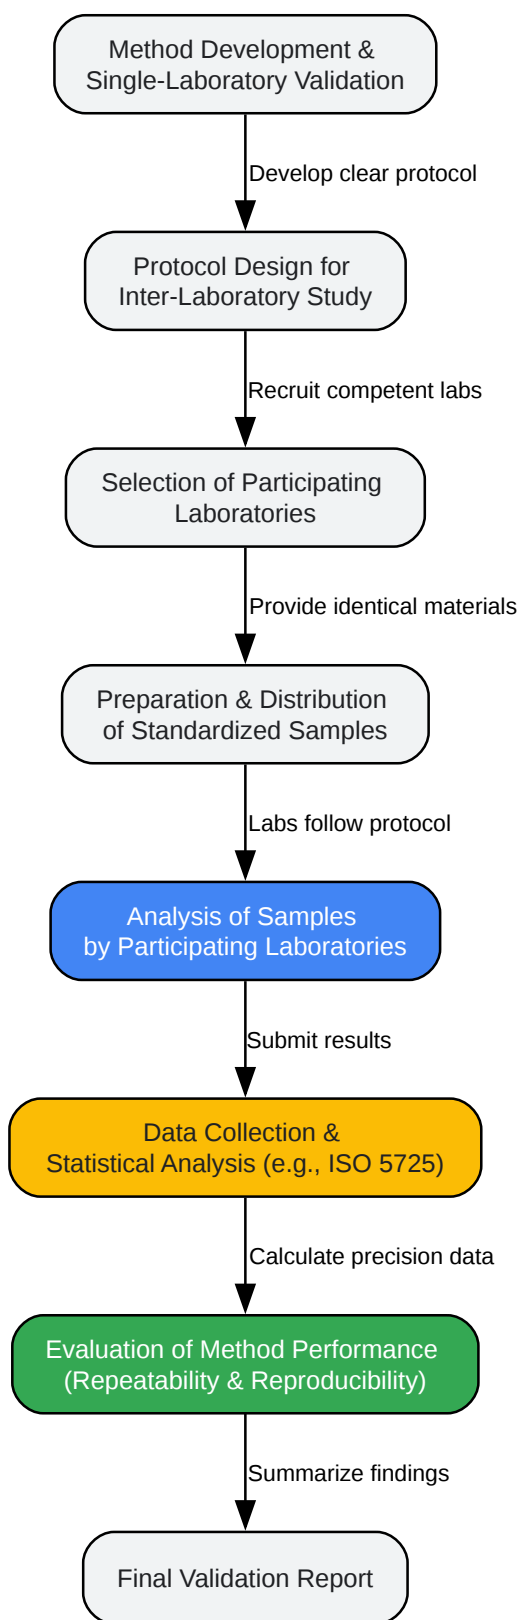 Method Development &
Single-Laboratory Validation
Develop clear protocol
Protocol Design for
Inter-Laboratory Study
Recruit competent labs
Selection of Participating
Laboratories
Provide identical materials
Preparation & Distribution
of Standardized Samples
Labs follow protocol
Analysis of Samples
by Participating Laboratories
Submit results
Data Collection &
Statistical Analysis (e.g., ISO 5725)
Calculate precision data
Evaluation of Method Performance
(Repeatability & Reproducibility)
Summarize findings
Final Validation Report